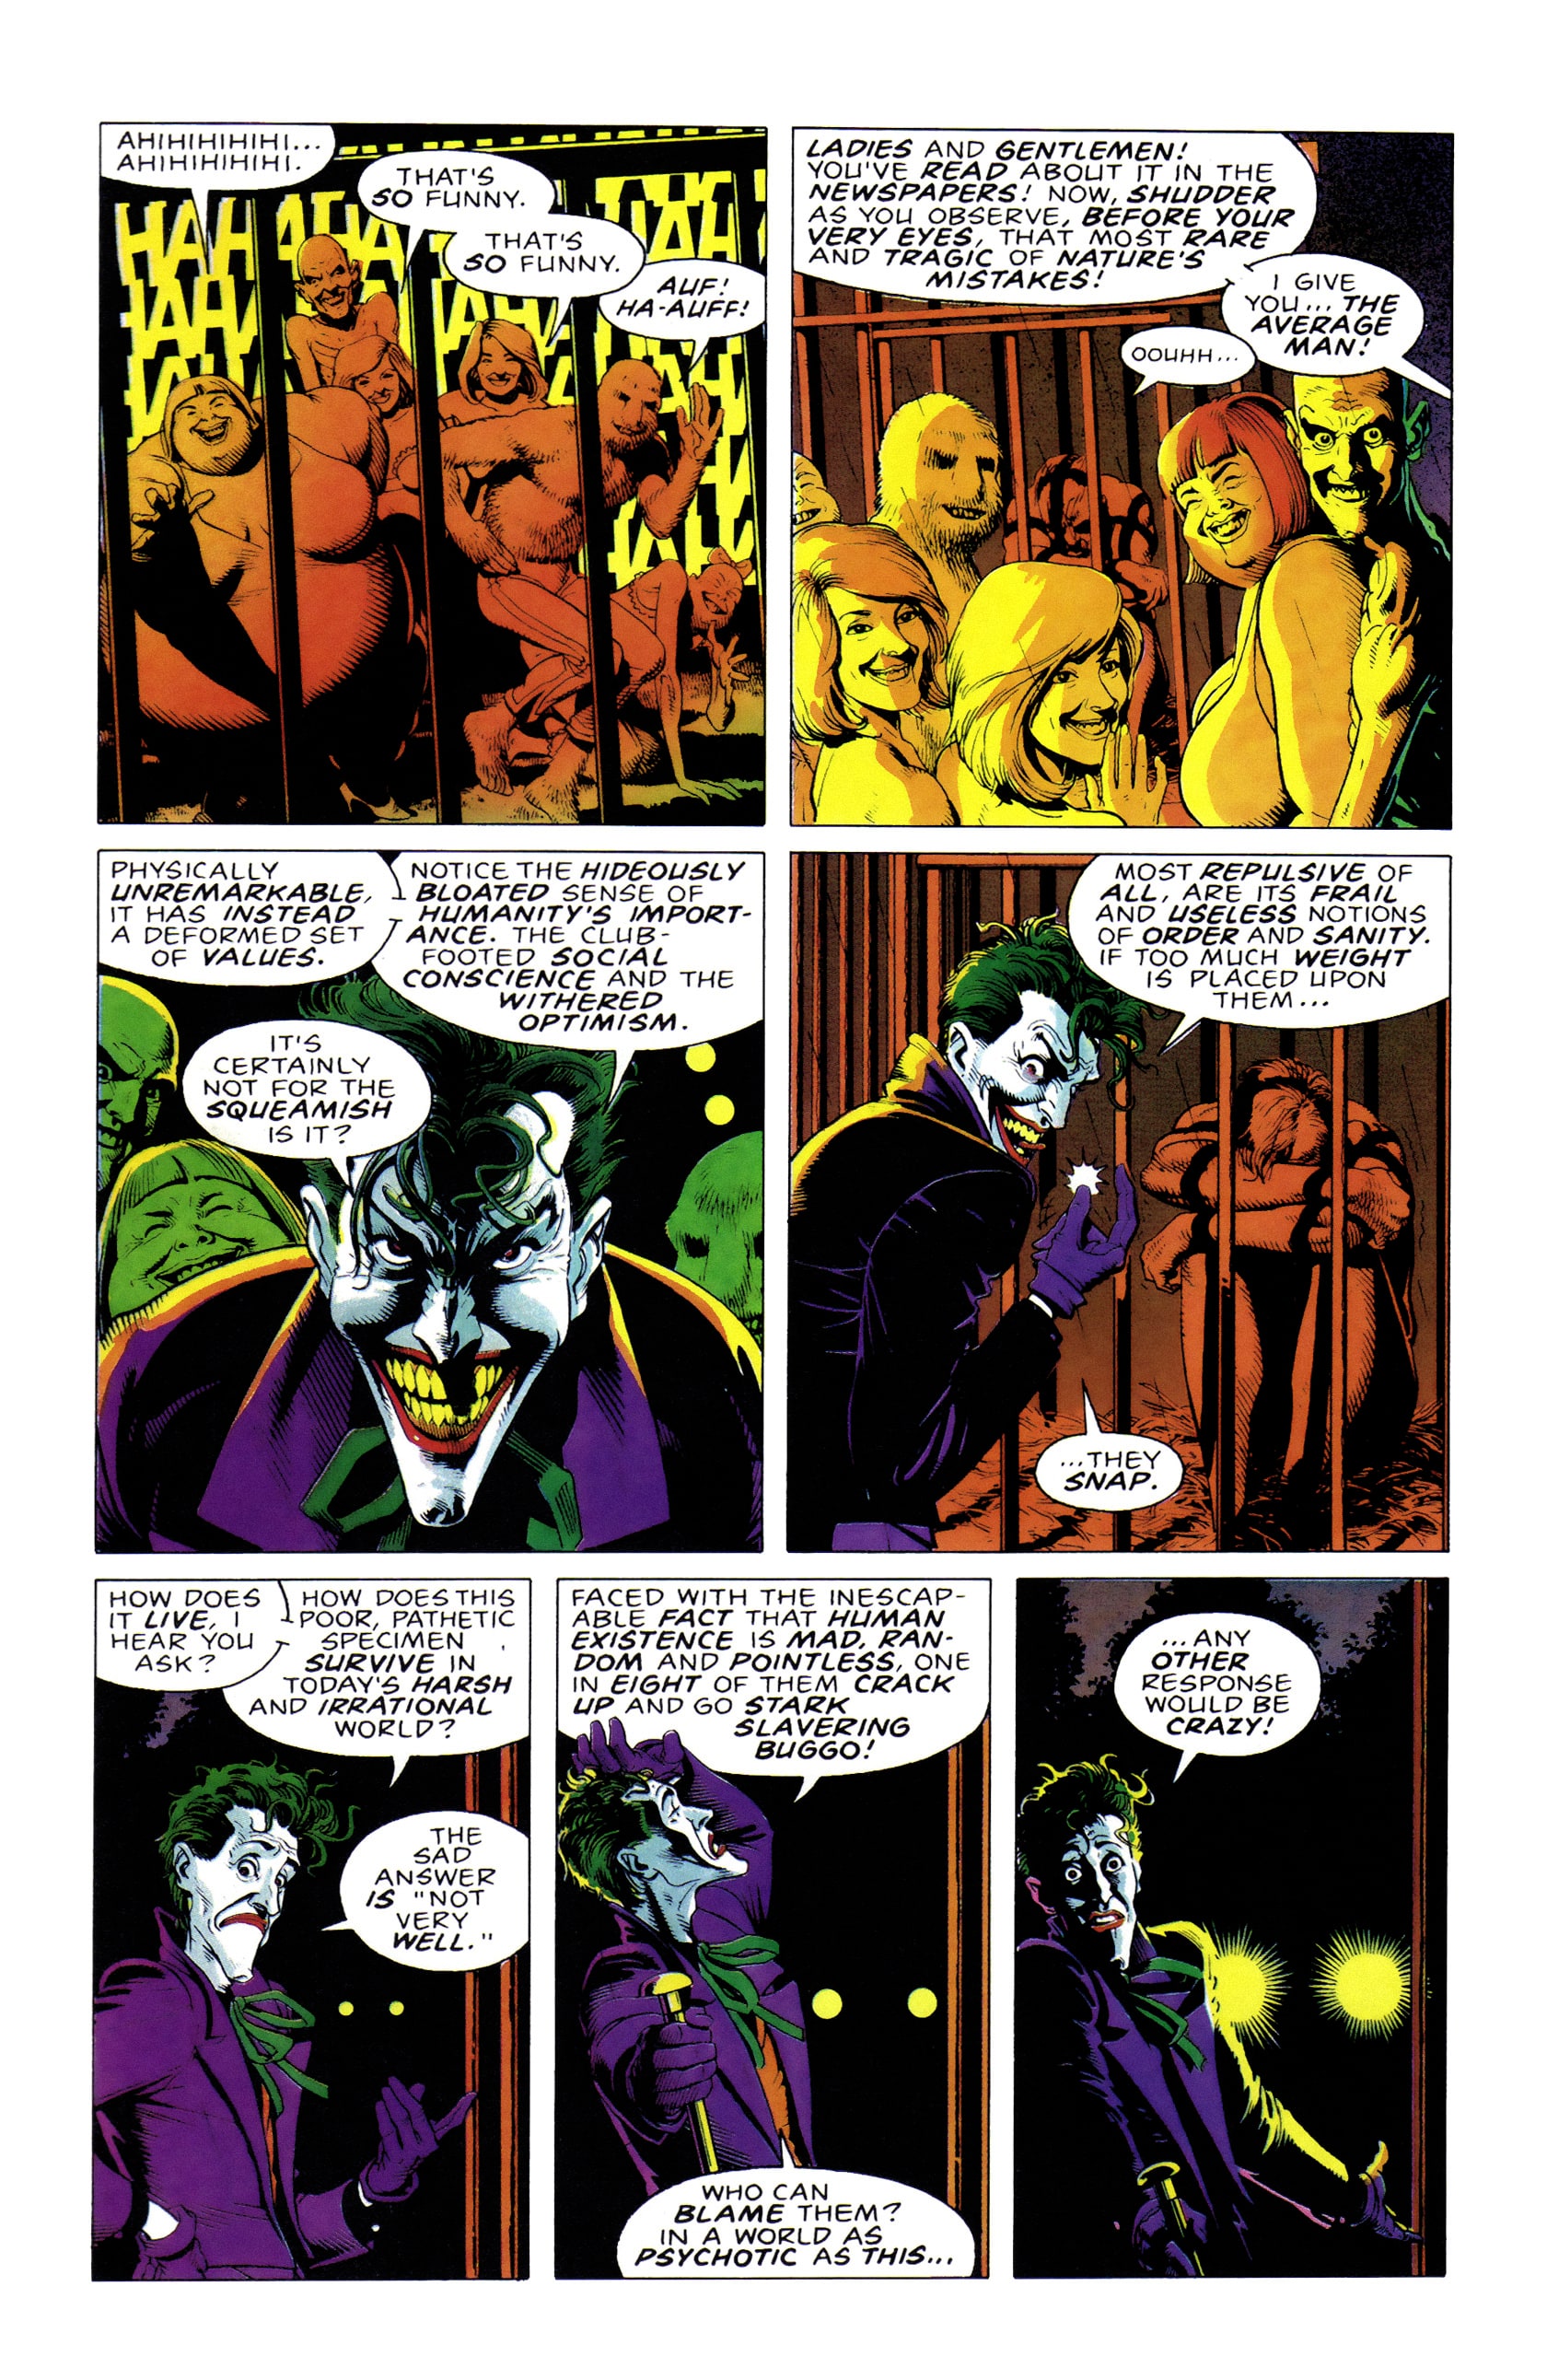 AHIHIHIHIHI...
AHIHIHIHIHI.
THAT'S
SO FUNNY.
THAT'S
SO FUNNY.
AUF!
HA-AUFF!
LADIES AND GENTLEMEN!
YOU'VE READ ABOUT IT IN THE
NEWSPAPERS! NOW, SHUDDER
AS YOU OBSERVE, BEFORE YOUR
VERY EYES, THAT MOST RARE
AND TRAGIC OF NATURE'S
MISTAKES!
I GIVE
YOU... THE
AVERAGE
MAN!
OOUHH...
PHYSICALLY
UNREMARKABLE,
IT HAS INSTEAD
A DEFORMED SET
OF VALUES.
NOTICE THE HIDEOUSLY
BLOATED SENSE OF
HUMANITY'S IMPORT-
ANCE. THE CLUB-
FOOTED SOCIAL
CONSCIENCE AND THE
WITHERED
OPTIMISM.
IT'S
CERTAINLY
NOT FOR THE
SQUEAMISH
IS IT?
MOST REPULSIVE OF
ALL, ARE ITS FRAIL
AND USELESS NOTIONS
OF ORDER AND SANITY.
IF TOO MUCH WEIGHT
IS PLACED UPON
THEM...
...THEY
SNAP.
HOW DOES
IT LIVE, I
HEAR YOU
ASK?
HOW DOES THIS
POOR, PATHETIC
SPECIMEN
SURVIVE IN
TODAY'S HARSH
AND IRRATIONAL
WORLD?
THE
SAD
ANSWER
IS "NOT
VERY
WELL."
FACED WITH THE INESCAP-
ABLE FACT THAT HUMAN
EXISTENCE IS MAD, RAN-
DOM AND POINTLESS, ONE
IN EIGHT OF THEM CRACK
UP AND GO STARK
SLAVERING
BUGGO!
WHO CAN
BLAME THEM?
IN A WORLD AS
PSYCHOTIC AS THIS...
...ANY
OTHER
RESPONSE
WOULD BE
CRAZY!